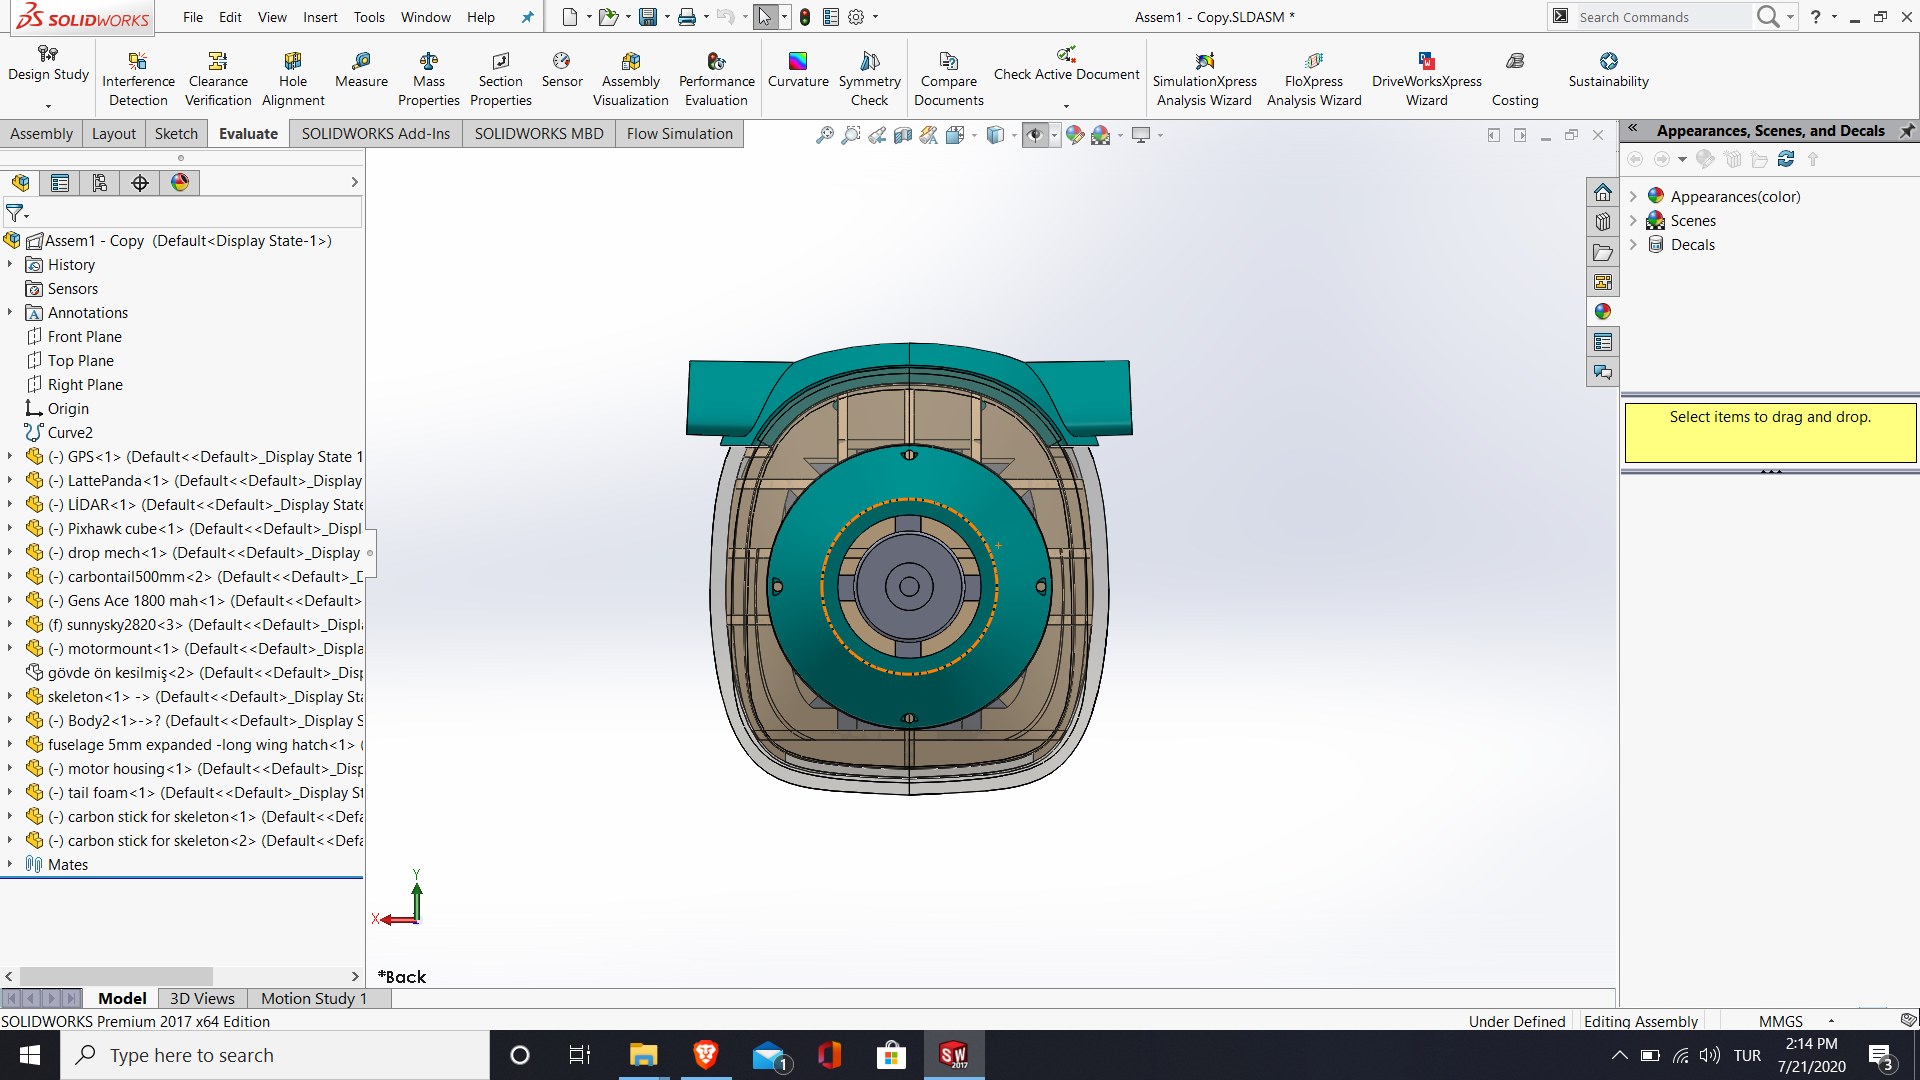 SOLIDWORKS
File Edit View Insert Tools Window Help
Assem1 - Copy.SLDASM *
Search Commands
?
Design Study
Interference Detection
Clearance Verification
Hole Alignment
Measure
Mass Properties
Section Properties
Sensor
Assembly Visualization
Performance Evaluation
Curvature
Symmetry Check
Compare Documents
Check Active Document
SimulationXpress Analysis Wizard
FloXpress Analysis Wizard
DriveWorksXpress Wizard
Costing
Sustainability
Assembly Layout Sketch Evaluate SOLIDWORKS Add-Ins SOLIDWORKS MBD Flow Simulation
Appearances, Scenes, and Decals
Appearances(color)
Scenes
Decals
Select items to drag and drop.
Assem1 - Copy (Default<Display State-1>)
History
Sensors
Annotations
Front Plane
Top Plane
Right Plane
Origin
Curve2
(-) GPS<1> (Default<<Default>_Display State 1
(-) LattePanda<1> (Default<<Default>_Display
(-) LİDAR<1> (Default<<Default>_Display State
(-) Pixhawk cube<1> (Default<<Default>_Displ
(-) drop mech<1> (Default<<Default>_Display
(-) carbontail500mm<2> (Default<<Default>_D
(-) Gens Ace 1800 mah<1> (Default<<Default>
(f) sunnysky2820<3> (Default<<Default>_Displa
(-) motormount<1> (Default<<Default>_Displa
gövde ön kesilmiş<2> (Default<<Default>_Disp
skeleton<1> -> (Default<<Default>_Display Sta
(-) Body2<1>->? (Default<<Default>_Display S
fuselage 5mm expanded -long wing hatch<1> (
(-) motor housing<1> (Default<<Default>_Disp
(-) tail foam<1> (Default<<Default>_Display St
(-) carbon stick for skeleton<1> (Default<<Defa
(-) carbon stick for skeleton<2> (Default<<Defa
Mates
Y
X
*Back
Model 3D Views Motion Study 1
SOLIDWORKS Premium 2017 x64 Edition
Under Defined Editing Assembly MMGS
Type here to search
1
SW
2017
TUR
2:14 PM
7/21/2020
3